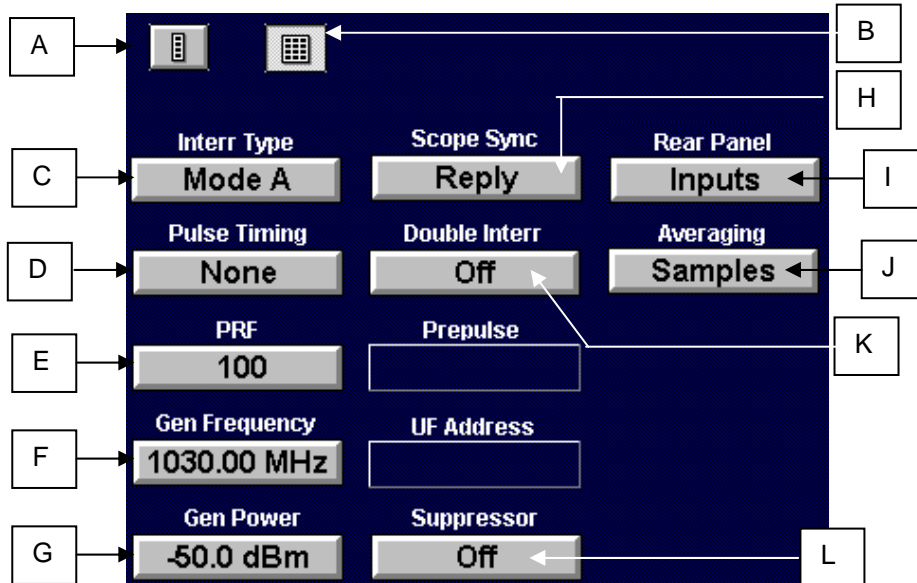 A
B
H
Interr Type
Scope Sync
Rear Panel
C
Mode A
Reply
Inputs
I
Pulse Timing
Double Interr
Averaging
D
None
Off
Samples
J
PRF
Prepulse
K
E
100
Gen Frequency
UF Address
F
1030.00 MHz
Gen Power
Suppressor
G
-50.0 dBm
Off
L